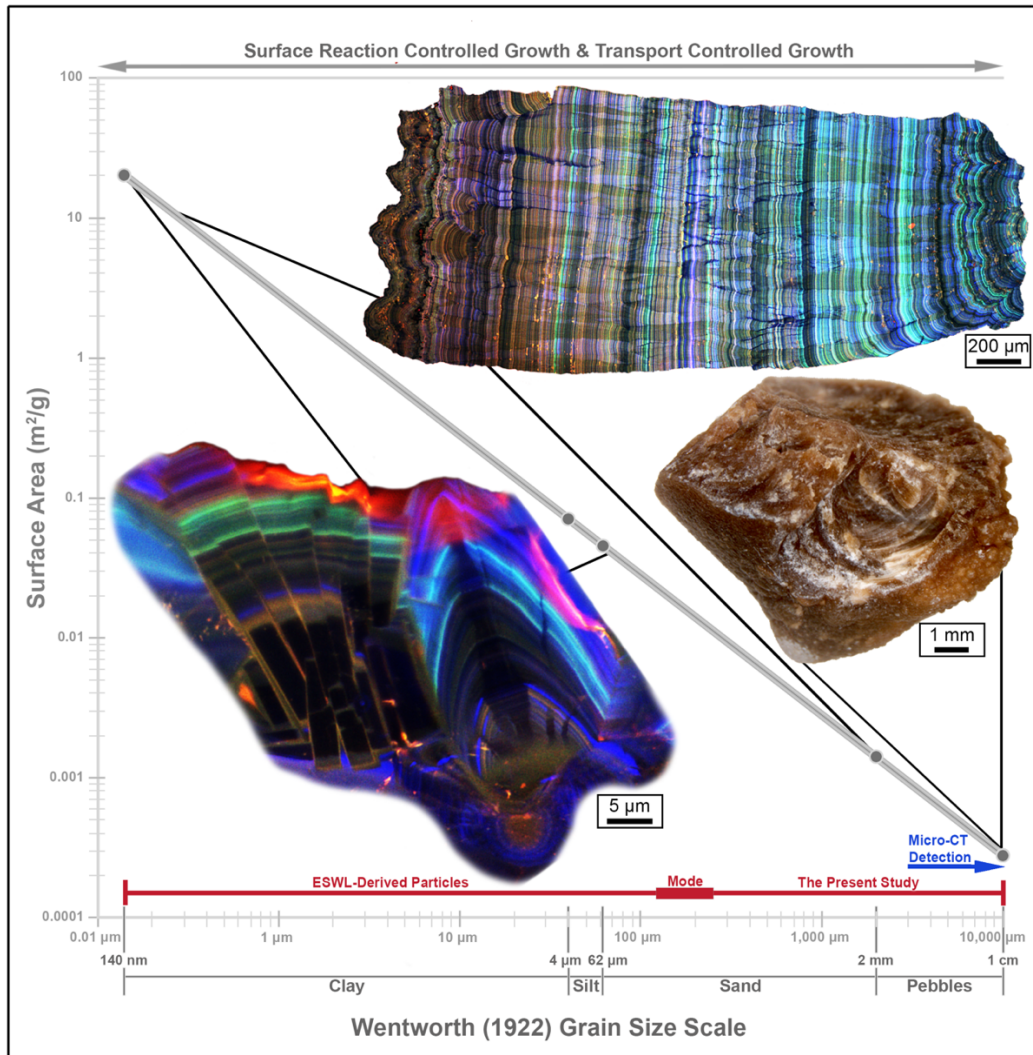 Surface Reaction Controlled Growth & Transport Controlled Growth
100
10
1
0.1
0.01
0.001
0.0001
Surface Area (m²/g)
200 µm
1 mm
5 µm
Micro-CT
Detection
ESWL-Derived Particles
Mode
The Present Study
0.01 µm
1 µm
10 µm
100 µm
1,000 µm
10,000 µm
140 nm
4 µm
62 µm
2 mm
1 cm
Clay
Silt
Sand
Pebbles
Wentworth (1922) Grain Size Scale